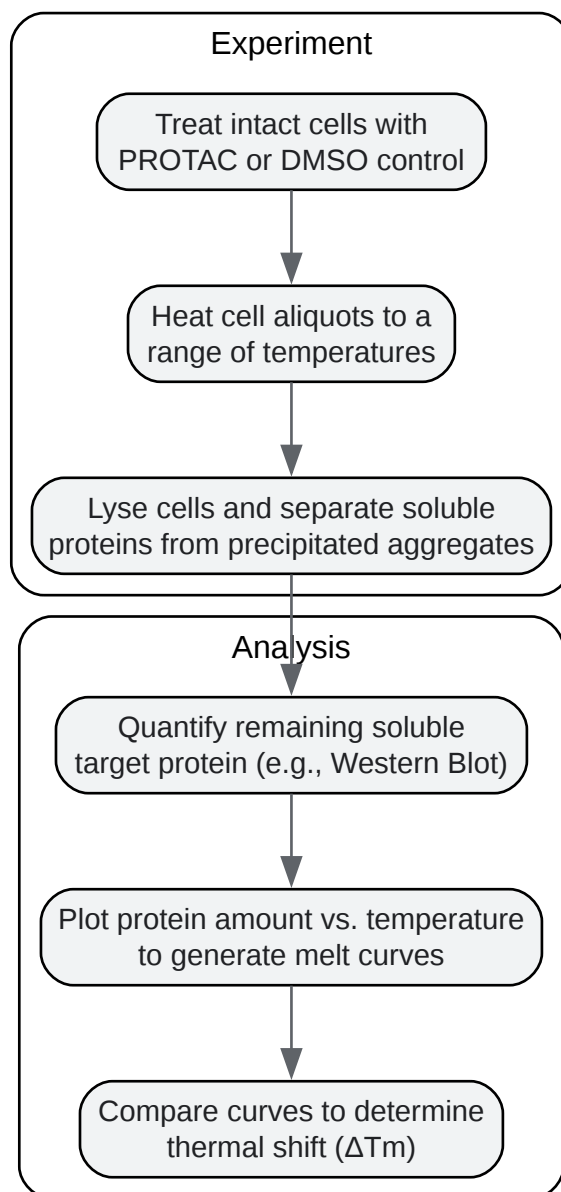 Experiment
Treat intact cells with
PROTAC or DMSO control
Heat cell aliquots to a
range of temperatures
Lyse cells and separate soluble
proteins from precipitated aggregates
Analysis
Quantify remaining soluble
target protein (e.g., Western Blot)
Plot protein amount vs. temperature
to generate melt curves
Compare curves to determine
thermal shift (ΔTm)